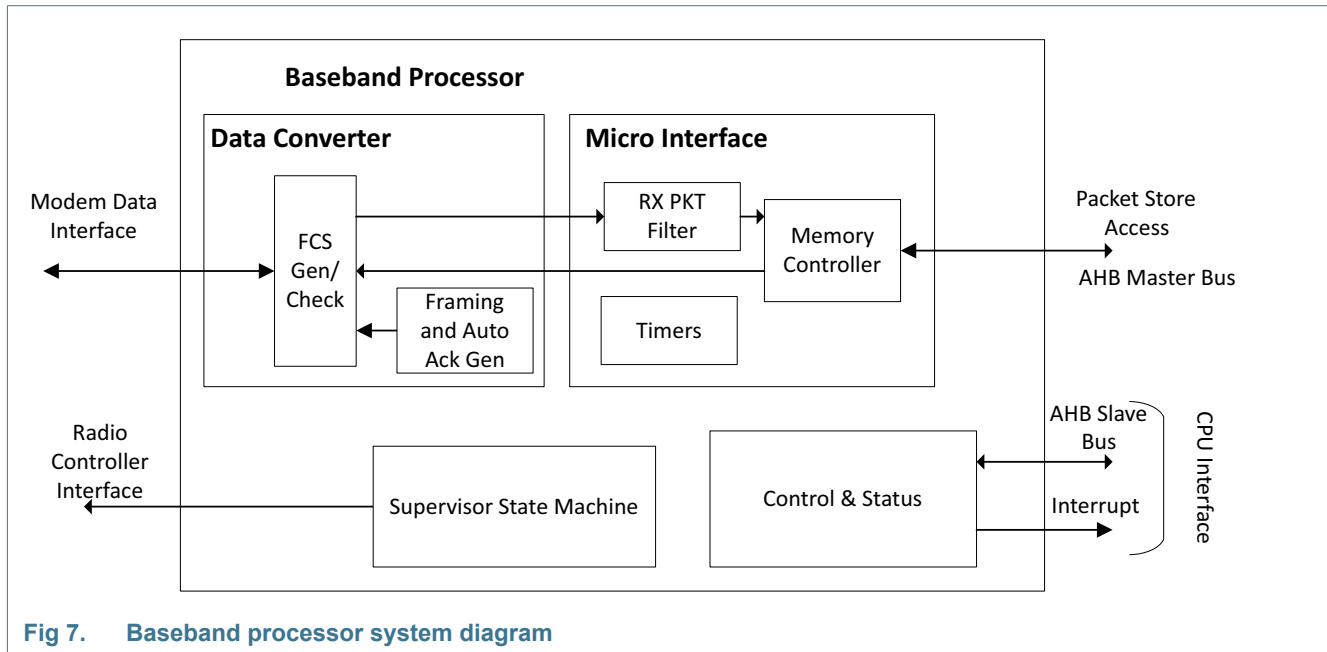 Baseband Processor
Data Converter
Micro Interface
Modem Data
Interface
FCS
Gen/
Check
Framing
and Auto
Ack Gen
RX PKT
Filter
Memory
Controller
Timers
Packet Store
Access
AHB Master Bus
Radio
Controller
Interface
Supervisor State Machine
Control & Status
AHB Slave
Bus
Interrupt
CPU Interface
Fig 7. Baseband processor system diagram